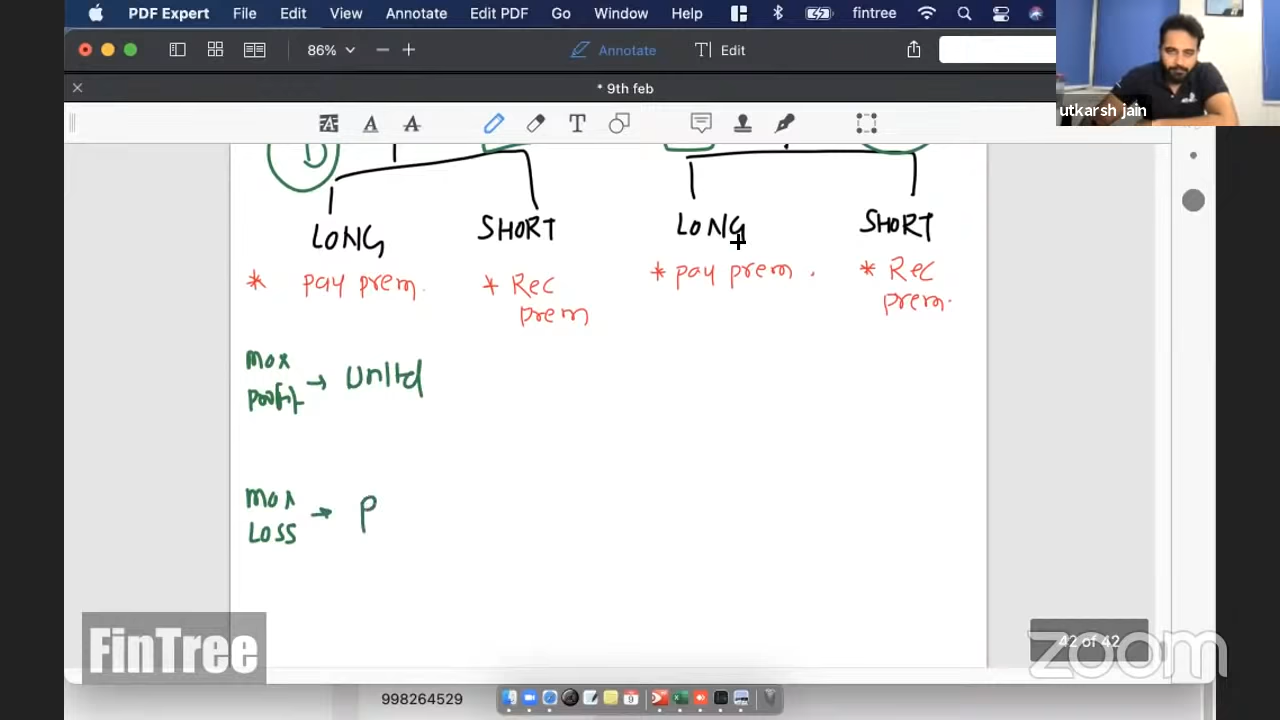 PDF Expert File Edit View Annotate Edit PDF Go Window Help fintree
86% Annotate T| Edit
utkarsh jain
* 9th feb
D
LONG SHORT LONG SHORT
* Pay prem. * Rec prem * pay prem. * Rec prem.
Max Profit → Unltd
Max Loss → P
FinTree
42 of 42
zoom
998264529